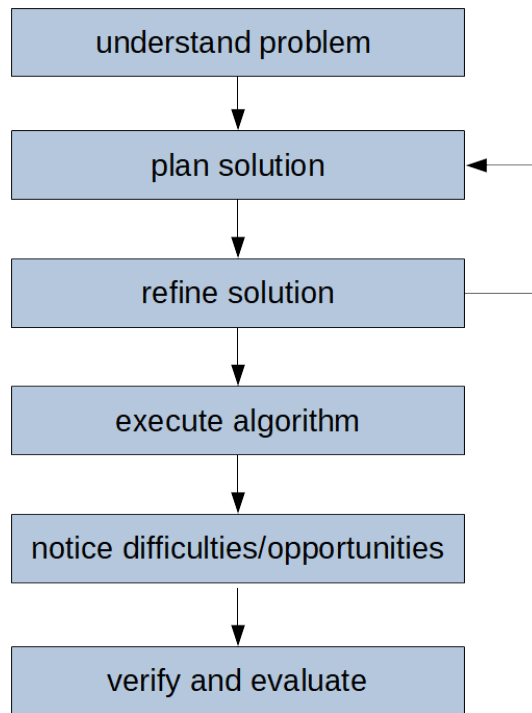 understand problem
plan solution
refine solution
execute algorithm
notice difficulties/opportunities
verify and evaluate